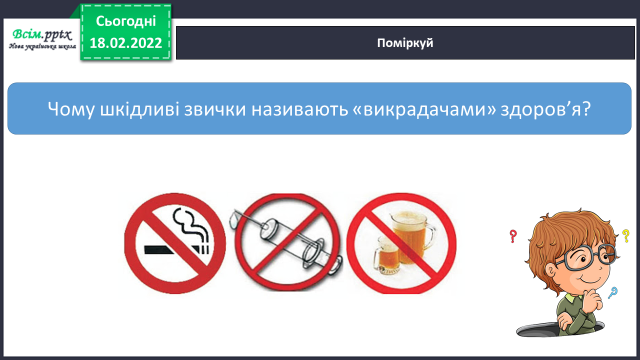 Всім.pptx
Нова українська школа
Сьогодні
18.02.2022
Поміркуй
Чому шкідливі звички називають «викрадачами» здоров’я?